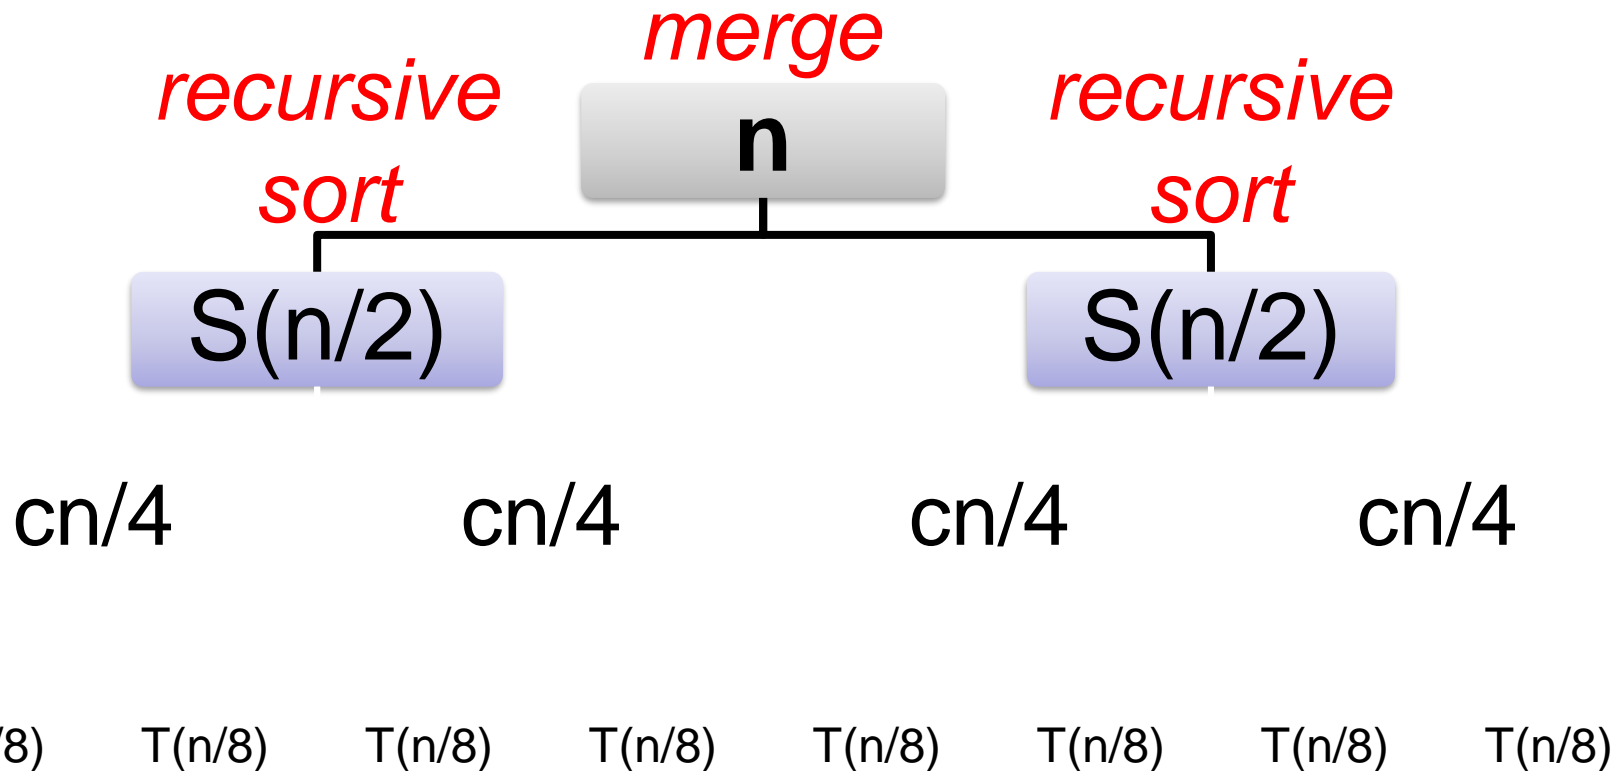 merge
recursive
sort
n
recursive
sort
S(n/2)
S(n/2)
cn/4 cn/4 cn/4 cn/4
/8) T(n/8) T(n/8) T(n/8) T(n/8) T(n/8) T(n/8) T(n/8)